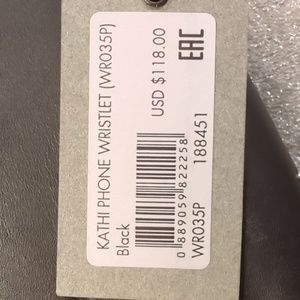 KATHI PHONE WRISTLET (WR035P)
Black
USD $118.00
EAC
0 889059 822258
WR035P 188451